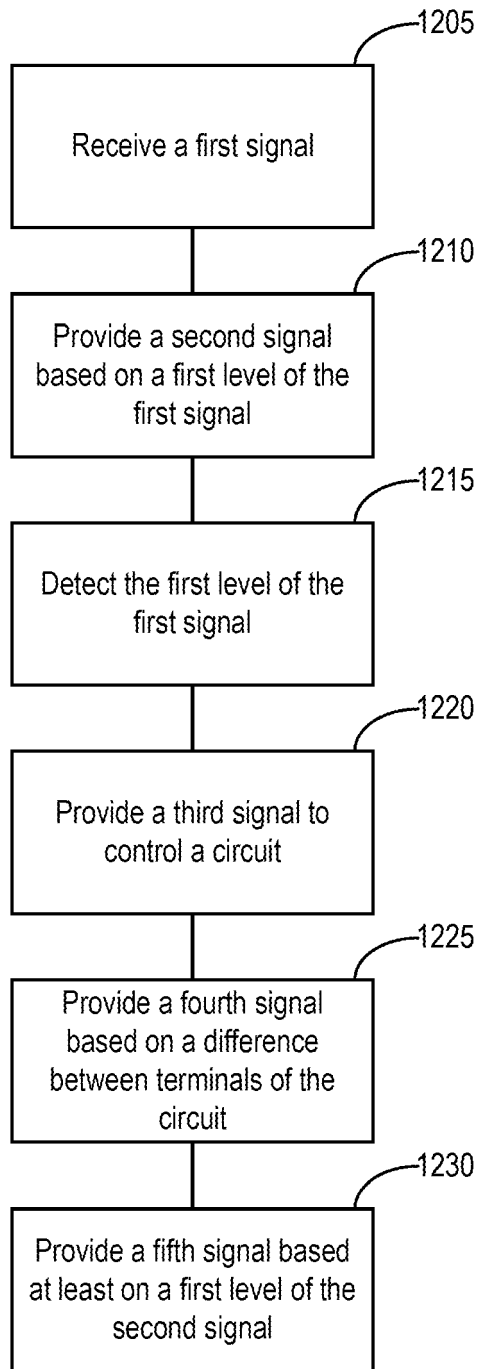 1205
Receive a first signal
1210
Provide a second signal
based on a first level of the
first signal
1215
Detect the first level of the
first signal
1220
Provide a third signal to
control a circuit
1225
Provide a fourth signal
based on a difference
between terminals of the
circuit
1230
Provide a fifth signal based
at least on a first level of the
second signal